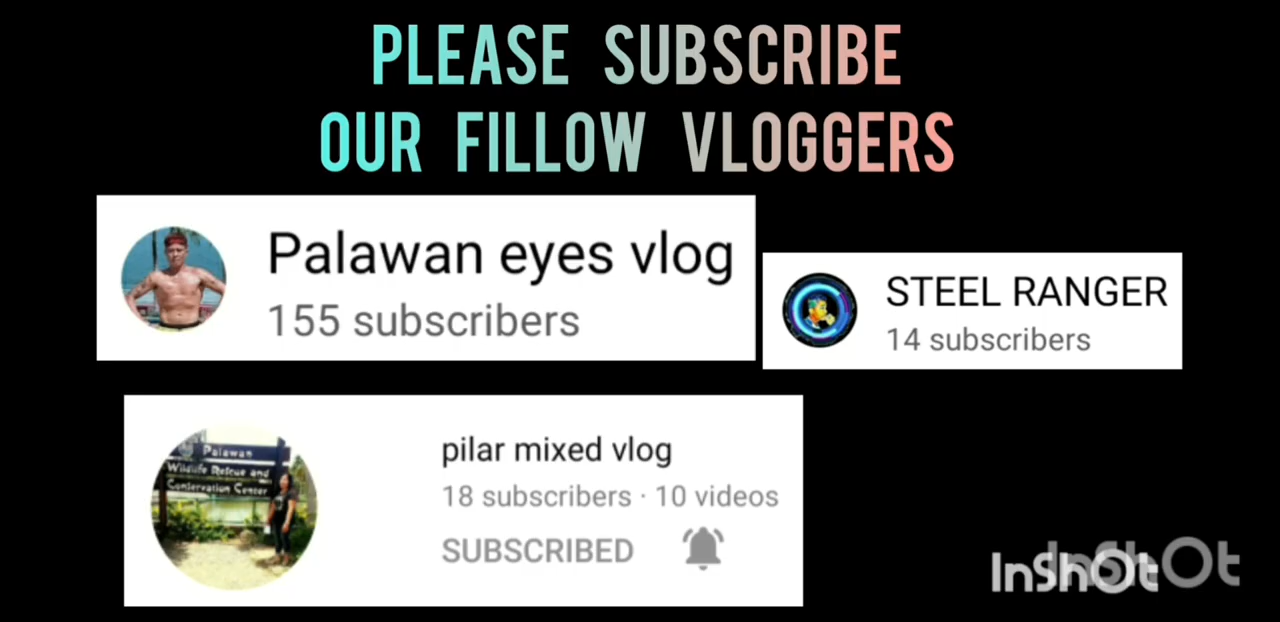 PLEASE SUBSCRIBE
OUR FILLOW VLOGGERS
Palawan eyes vlog
155 subscribers
STEEL RANGER
14 subscribers
Palawan
Wildlife Rescue and
Conservation Center
pilar mixed vlog
18 subscribers · 10 videos
SUBSCRIBED
InShOt
InShOt